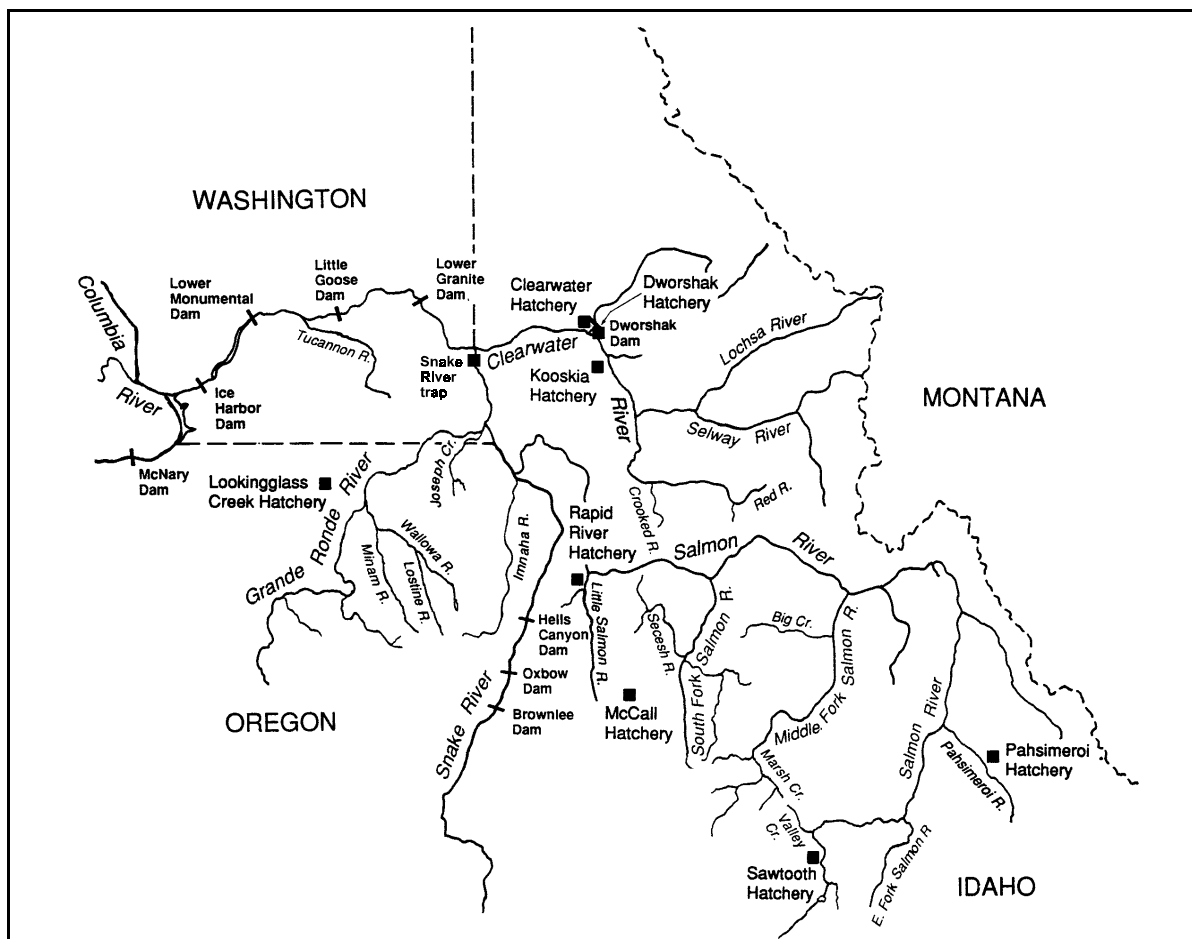 WASHINGTON
Columbia
River
Lower
Monumental
Dam
Little
Goose
Dam
Lower
Granite
Dam
Clearwater
Hatchery
Dworshak
Hatchery
Dworshak
Dam
Tucannon R.
Snake
River
trap
Clearwater
River
Kooskia
Hatchery
Lochsa River
MONTANA
Ice
Harbor
Dam
McNary
Dam
Selway River
Lookingglass
Creek Hatchery
Grande Ronde River
Joseph Cr.
Wallowa R.
Minam R.
Lostine R.
Imnaha R.
Rapid
River
Hatchery
Crooked R.
Red R.
Salmon River
Little Salmon R.
Secesh R.
South Fork Salmon R.
Big Cr.
Middle Fork Salmon R.
Hells
Canyon
Dam
Oxbow
Dam
Brownlee
Dam
Snake River
OREGON
McCall
Hatchery
Marsh Cr.
Valley
Cr.
Salmon River
Pahsimeroi R.
Pahsimeroi
Hatchery
Sawtooth
Hatchery
E. Fork Salmon R
IDAHO